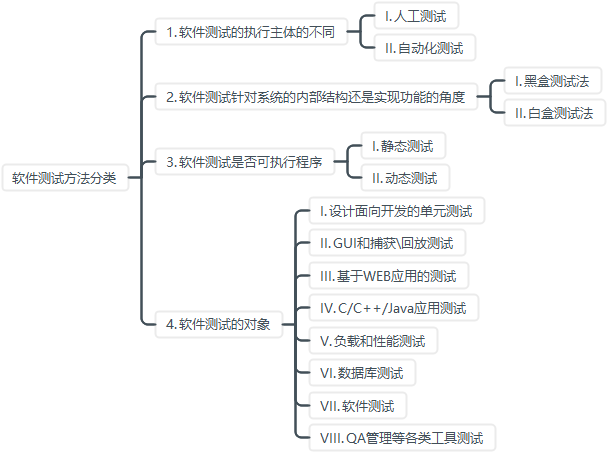 软件测试方法分类
1.软件测试的执行主体的不同
I.人工测试
II.自动化测试
2.软件测试针对系统的内部结构还是实现功能的角度
I.黑盒测试法
II.白盒测试法
3.软件测试是否可执行程序
I.静态测试
II.动态测试
4.软件测试的对象
I.设计面向开发的单元测试
II.GUI和捕获\回放测试
III.基于WEB应用的测试
IV.C/C++/Java应用测试
V.负载和性能测试
VI.数据库测试
VII.软件测试
VIII.QA管理等各类工具测试